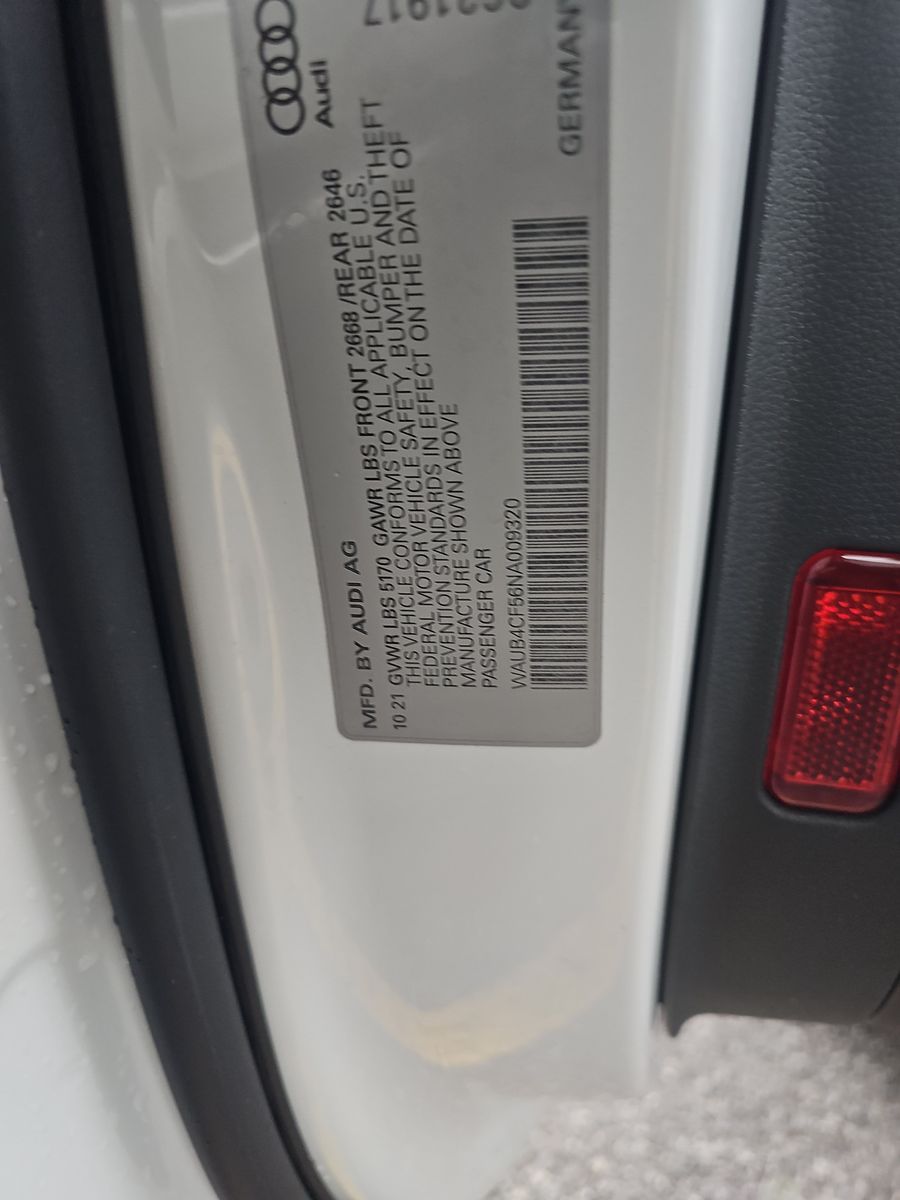 Audi
MFD. BY AUDI AG
10 21 GVWR LBS 5170 GAWR LBS FRONT 2668 /REAR 2646
THIS VEHICLE CONFORMS TO ALL APPLICABLE U.S.
FEDERAL MOTOR VEHICLE SAFETY, BUMPER AND THEFT
PREVENTION STANDARDS IN EFFECT ON THE DATE OF
MANUFACTURE SHOWN ABOVE
PASSENGER CAR
WAUB4CF56NA009320
GERMANY